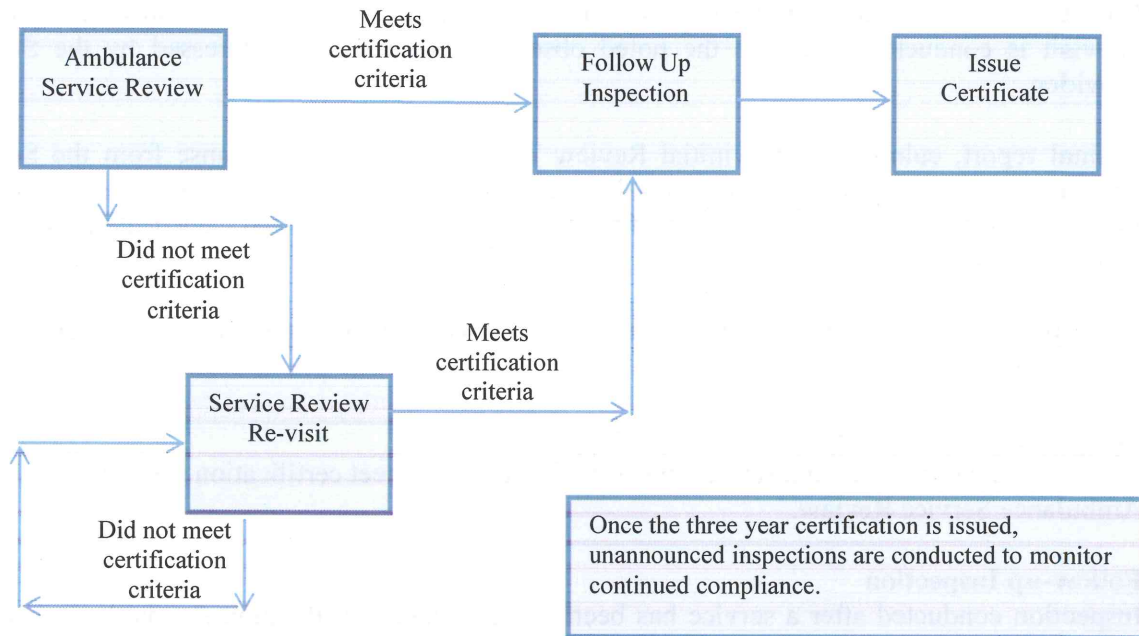 Ambulance
Service Review
Meets
certification
criteria
Follow Up
Inspection
Issue
Certificate
Did not meet
certification
criteria
Meets
certification
criteria
Service Review
Re-visit
Did not meet
certification
criteria
Once the three year certification is issued,
unannounced inspections are conducted to monitor
continued compliance.